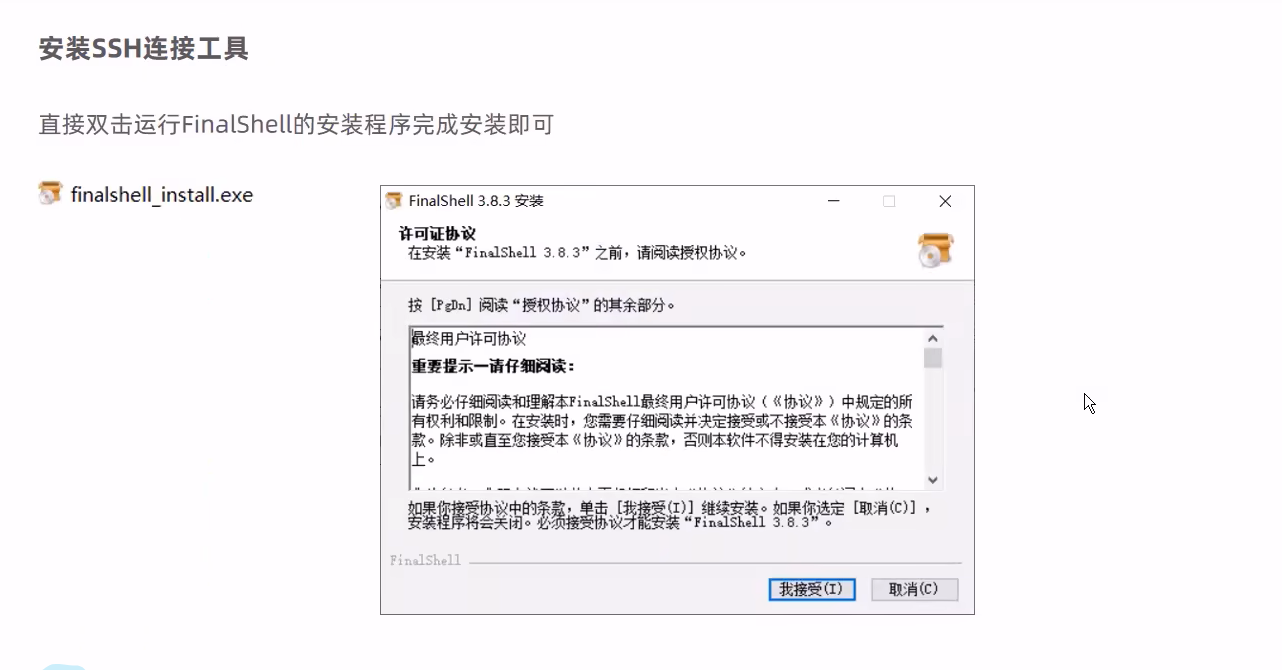 安装SSH连接工具
直接双击运行FinalShell的安装程序完成安装即可
finalshell_install.exe
FinalShell 3.8.3 安装
许可证协议
在安装“FinalShell 3.8.3”之前，请阅读授权协议。
按 [PgDn] 阅读“授权协议”的其余部分。
最终用户许可协议
重要提示—请仔细阅读：
请务必仔细阅读和理解本FinalShell最终用户许可协议（《协议》）中规定的所
有权利和限制。在安装时，您需要仔细阅读并决定接受或不接受本《协议》的条
款。除非或直至您接受本《协议》的条款，否则本软件不得安装在您的计算机
上。
如果你接受协议中的条款，单击 [我接受(I)] 继续安装。如果你选定 [取消(C)] ，
安装程序将会关闭。必须接受协议才能安装“FinalShell 3.8.3”。
FinalShell
我接受(I)
取消(C)